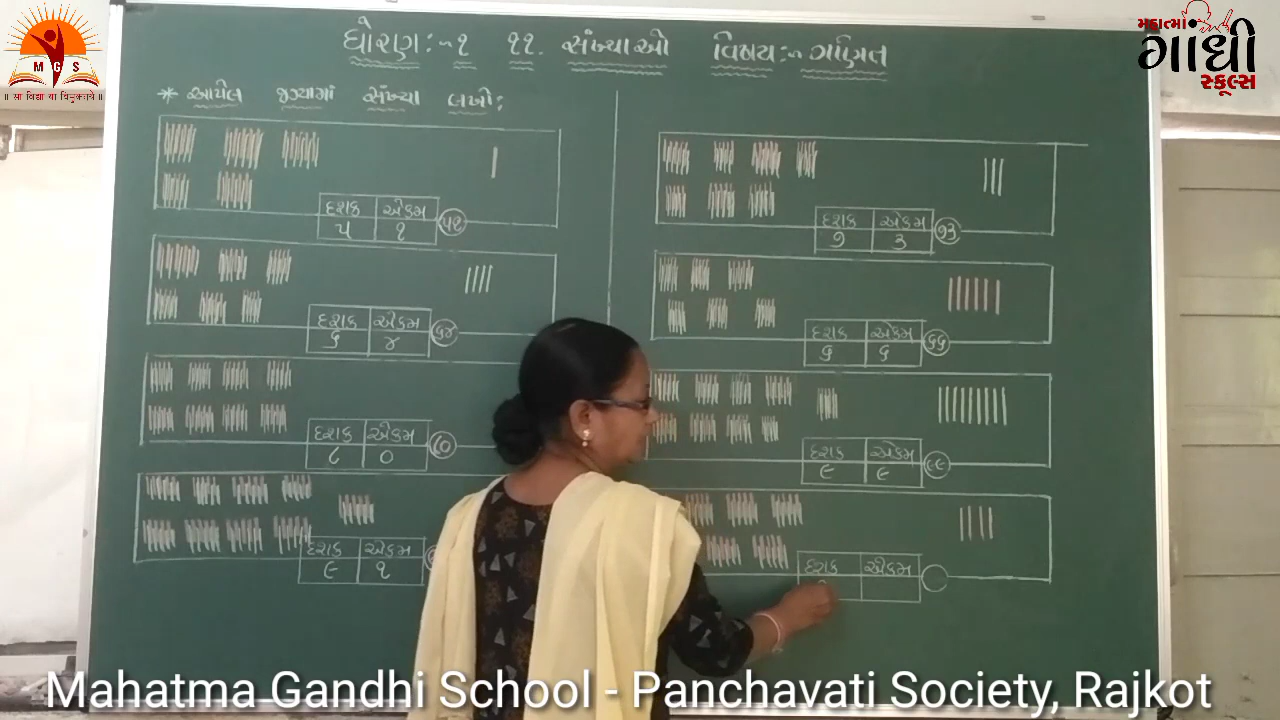 M G S
॥ सा विद्या या विमुक्तये ॥
મહાત્મા
ગાંધી
સ્કૂલ્સ
ધોરણ :- ૧ ૧૧. સંખ્યાઓ વિષય :- ગણિત
* આપેલ જગ્યામાં સંખ્યા લખો :
દશક એકમ
૫ ૧ ૫૧
દશક એકમ
૬ ૪ ૬૪
દશક એકમ
૮ ૦ ૮૦
દશક એકમ
૯ ૧
દશક એકમ
૭ ૩ ૭૩
દશક એકમ
૬ ૬ ૬૬
દશક એકમ
૯ ૯ ૯૯
દશક એકમ
Mahatma Gandhi School - Panchavati Society, Rajkot